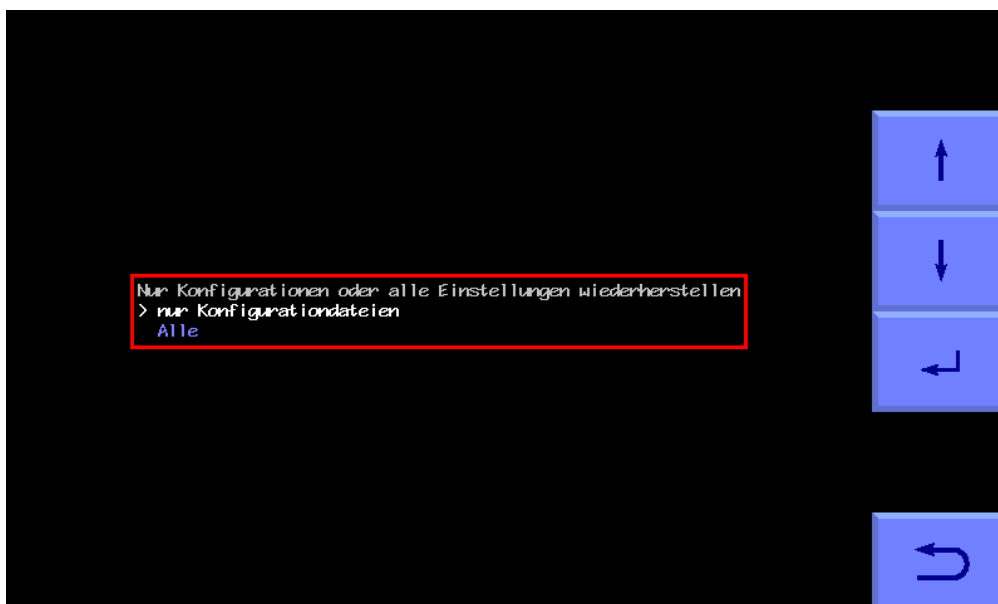 Nur Konfigurationen oder alle Einstellungen wiederherstellen
> nur Konfigurationdateien
Alle